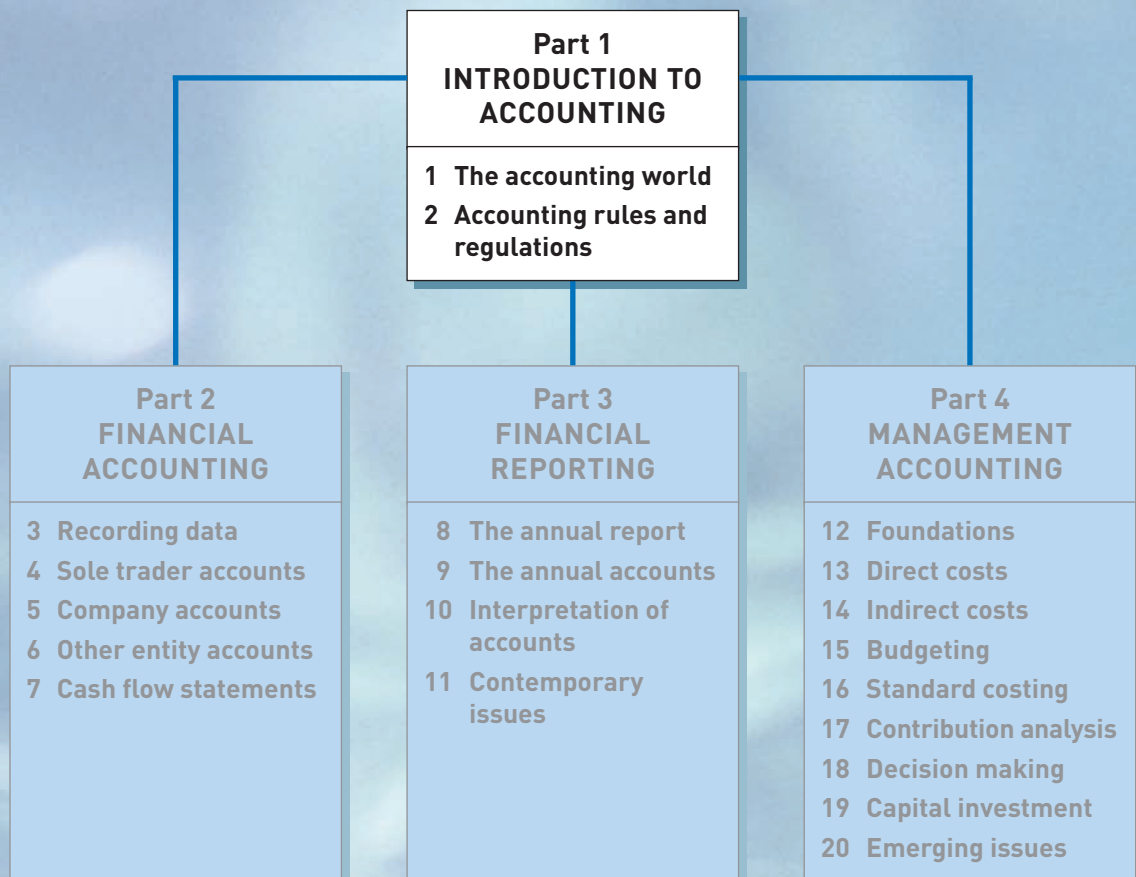 Part 1
INTRODUCTION TO
ACCOUNTING
1 The accounting world
2 Accounting rules and
regulations
Part 2
FINANCIAL
ACCOUNTING
3 Recording data
4 Sole trader accounts
5 Company accounts
6 Other entity accounts
7 Cash flow statements
Part 3
FINANCIAL
REPORTING
8 The annual report
9 The annual accounts
10 Interpretation of
accounts
11 Contemporary
issues
Part 4
MANAGEMENT
ACCOUNTING
12 Foundations
13 Direct costs
14 Indirect costs
15 Budgeting
16 Standard costing
17 Contribution analysis
18 Decision making
19 Capital investment
20 Emerging issues